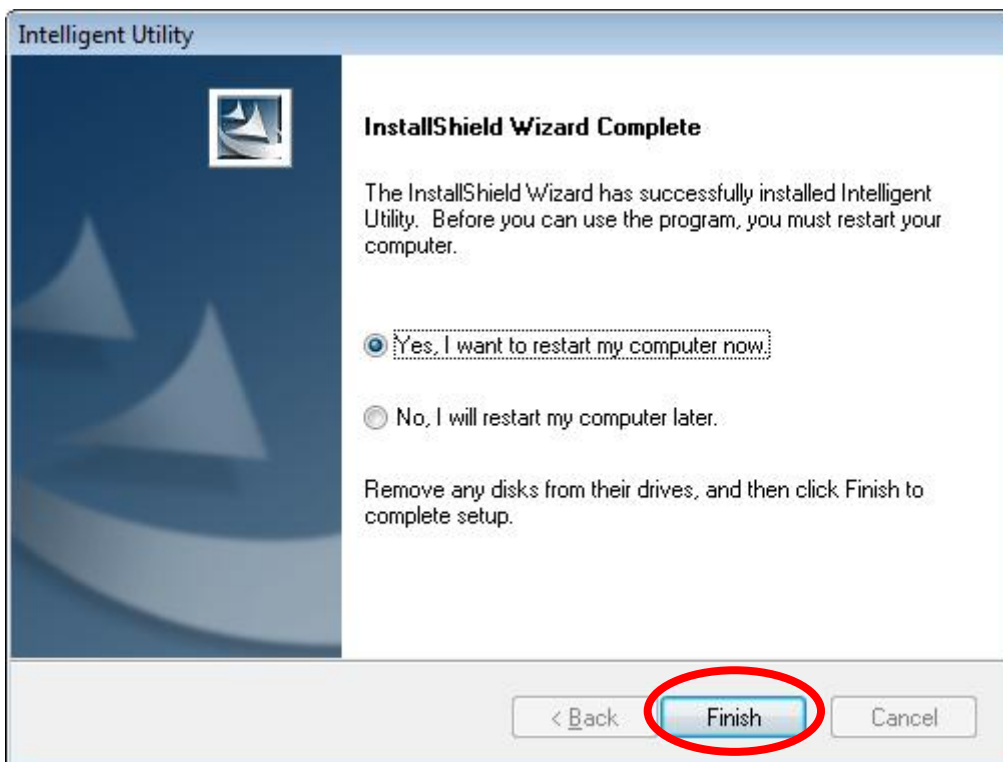 Intelligent Utility
InstallShield Wizard Complete
The InstallShield Wizard has successfully installed Intelligent
Utility.  Before you can use the program, you must restart your
computer.
Yes, I want to restart my computer now.
No, I will restart my computer later.
Remove any disks from their drives, and then click Finish to
complete setup.
< Back Finish Cancel